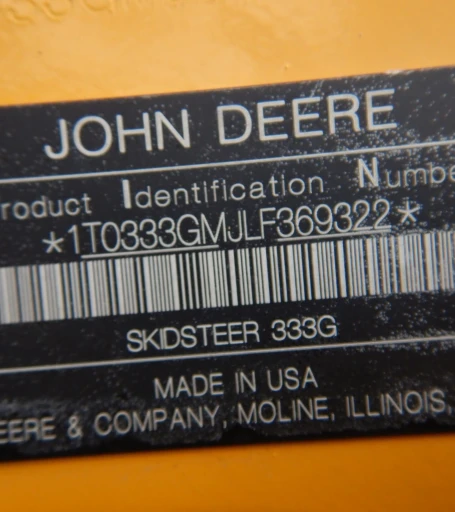 JOHN DEERE
roduct Identification Numbe
*1T0333GMJLF369322*
SKIDSTEER 333G
MADE IN USA
EERE & COMPANY, MOLINE, ILLINOIS,